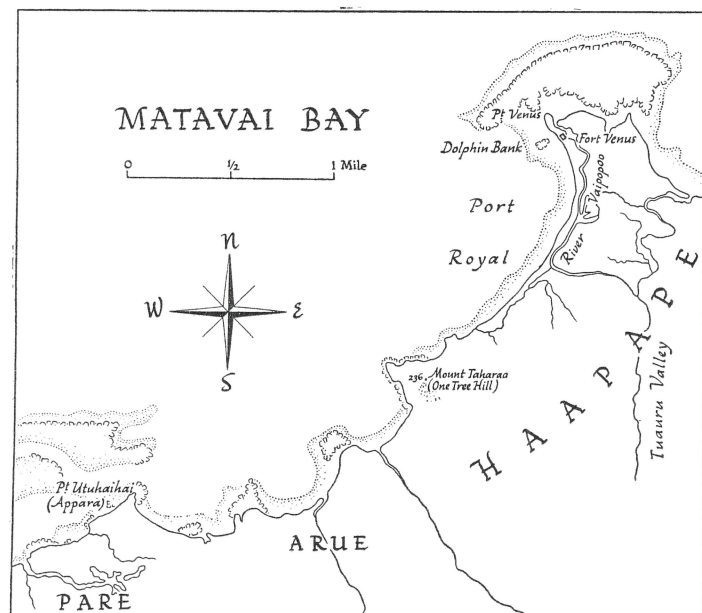 MATAVAI BAY
0 1/2 1 Mile
N
W E
S
Pt Venus
Fort Venus
Dolphin Bank
Vaipopoo
River
Port
Royal
HAAPAPE
236. Mount Taharaa
(One Tree Hill)
Tuauru Valley
Pt Utuhaihai
(Appara)
ARUE
PARE